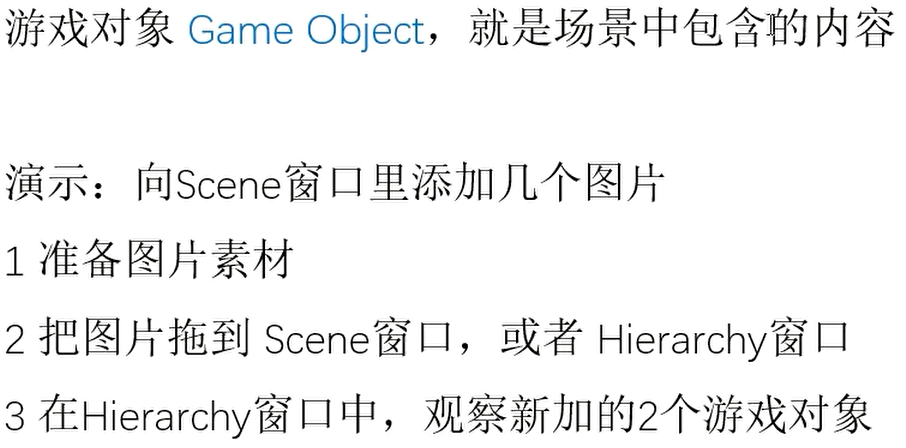 游戏对象 Game Object，就是场景中包含的内容
演示：向Scene窗口里添加几个图片
1 准备图片素材
2 把图片拖到 Scene窗口，或者 Hierarchy窗口
3 在Hierarchy窗口中，观察新加的2个游戏对象